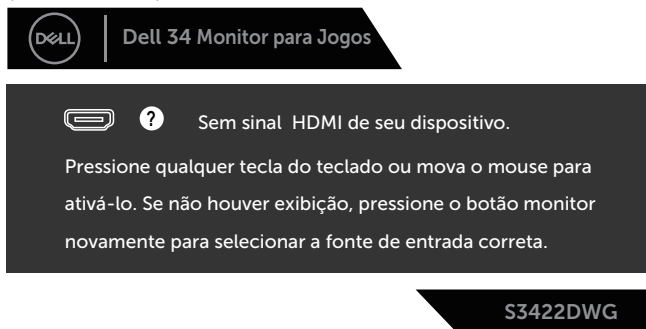 DELL
Dell 34 Monitor para Jogos
? Sem sinal HDMI de seu dispositivo.
Pressione qualquer tecla do teclado ou mova o mouse para
ativá-lo. Se não houver exibição, pressione o botão monitor
novamente para selecionar a fonte de entrada correta.
S3422DWG